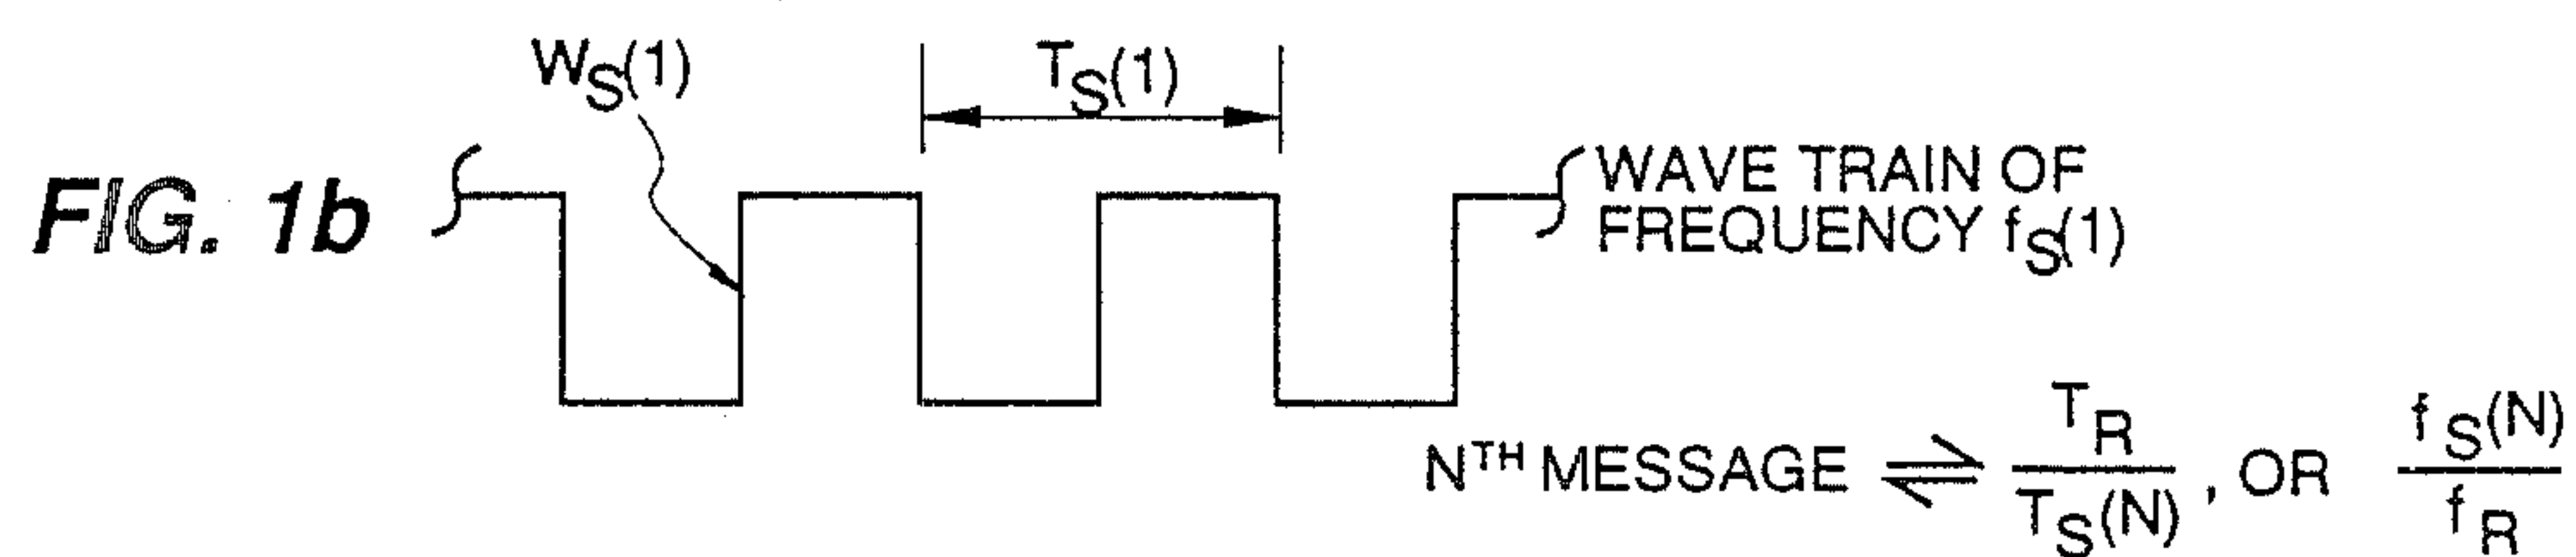 W_S(1)
T_S(1)
FIG. 1b
WAVE TRAIN OF
FREQUENCY f_S(1)
N^TH MESSAGE ⇌ T_R / T_S(N), OR f_S(N) / f_R